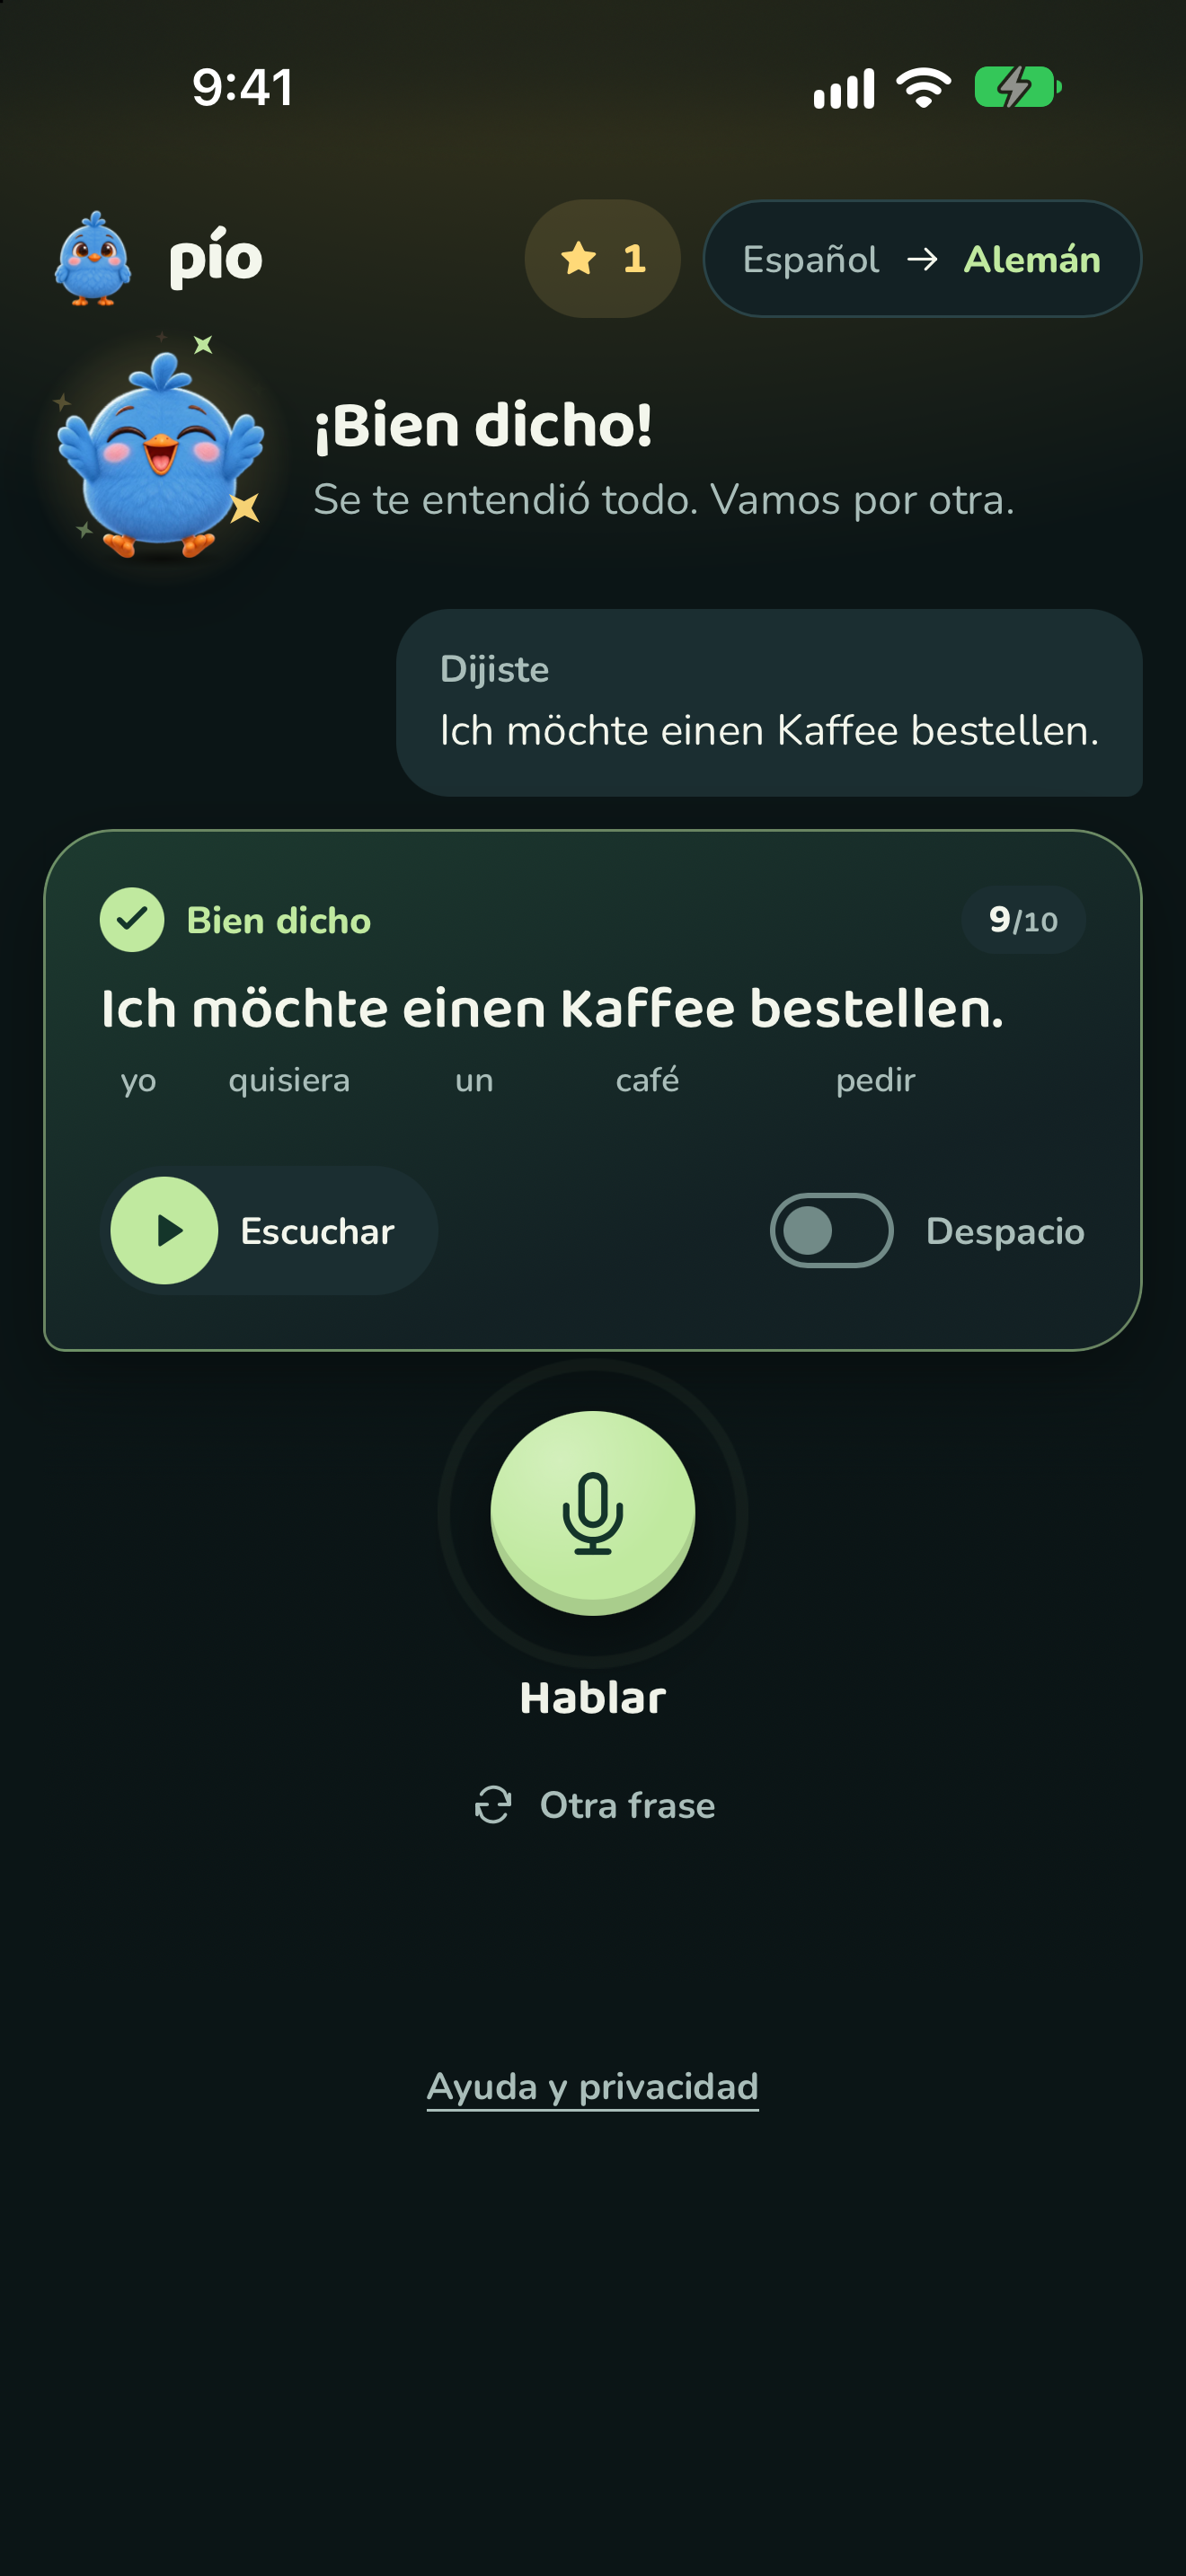 9:41
pío
1
Español → Alemán
¡Bien dicho!
Se te entendió todo. Vamos por otra.
Dijiste
Ich möchte einen Kaffee bestellen.
Bien dicho
9/10
Ich möchte einen Kaffee bestellen.
yo quisiera un café pedir
Escuchar
Despacio
Hablar
Otra frase
Ayuda y privacidad